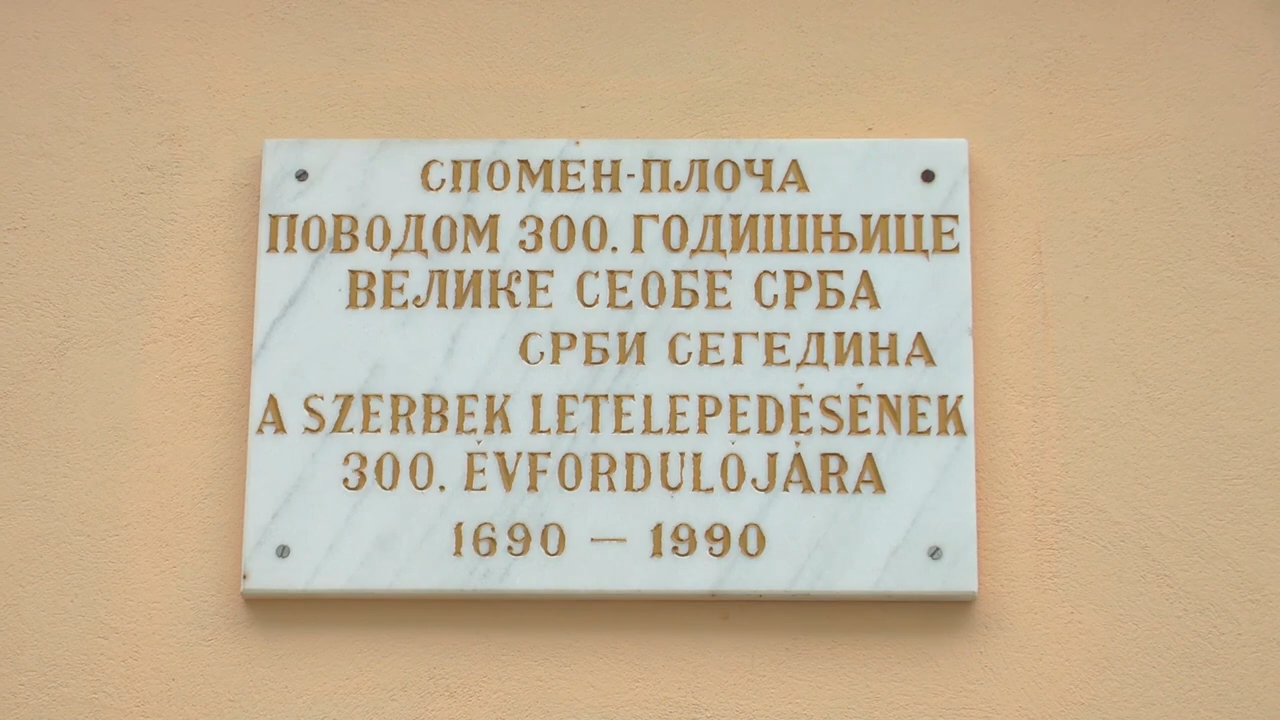 СПОМЕН-ПЛОЧА
ПОВОДОМ 300. ГОДИШЊИЦЕ
ВЕЛИКЕ СЕОБЕ СРБА
СРБИ СЕГЕДИНА
A SZERBEK LETELEPEDÉSÉNEK
300. ÉVFORDULÓJÁRA
1690 — 1990